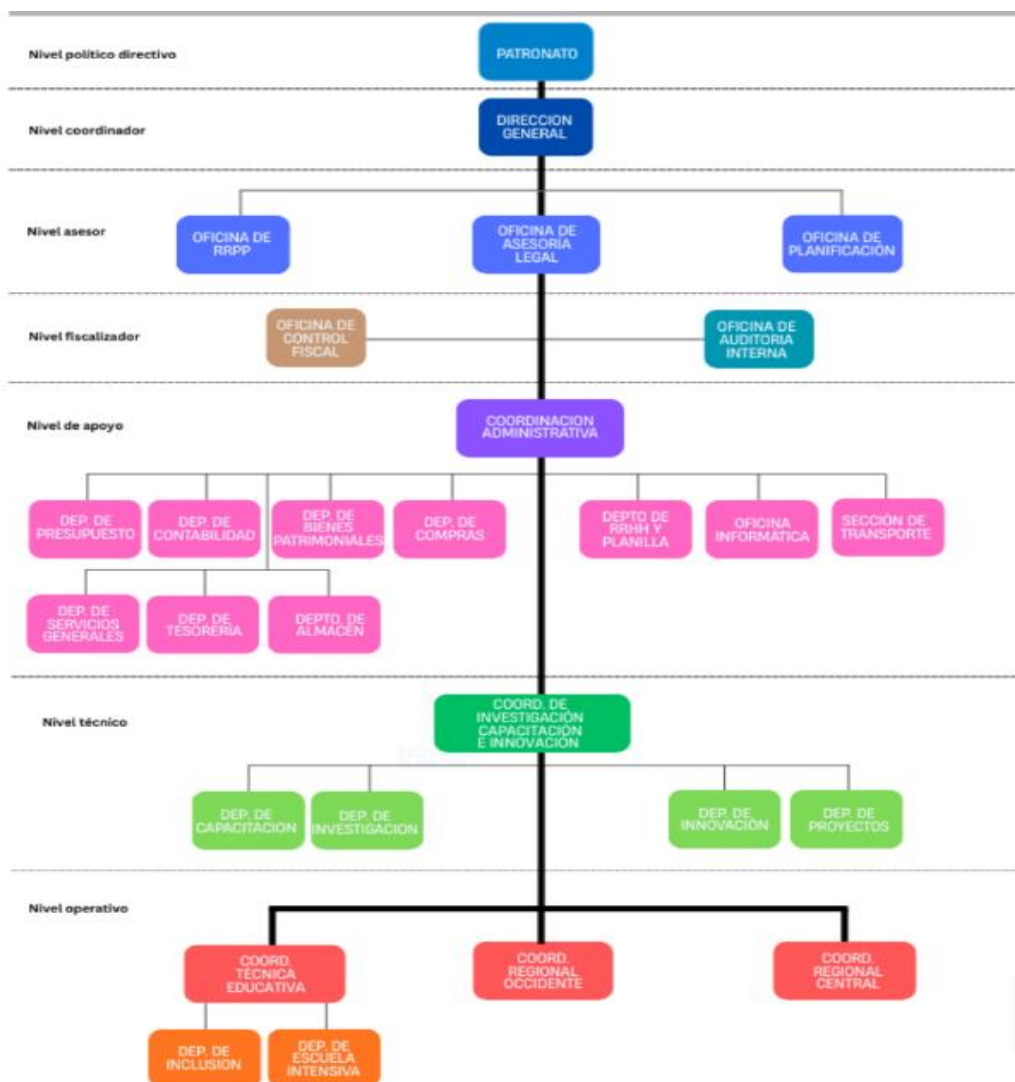 Nivel político directivo
PATRONATO
Nivel coordinador
DIRECCION
GENERAL
Nivel asesor
OFICINA DE
RRPP
OFICINA DE
ASESORÍA
LEGAL
OFICINA DE
PLANIFICACIÓN
Nivel fiscalizador
OFICINA DE
CONTROL
FISCAL
OFICINA DE
AUDITORIA
INTERNA
Nivel de apoyo
COORDINACION
ADMINISTRATIVA
DEP. DE
PRESUPUESTO
DEP. DE
CONTABILIDAD
DEP. DE
BIENES
PATRIMONIALES
DEP. DE
COMPRAS
DEPTO DE
RRHH Y
PLANILLA
OFICINA
INFORMÁTICA
SECCIÓN DE
TRANSPORTE
DEP. DE
SERVICIOS
GENERALES
DEP. DE
TESORERÍA
DEPTO. DE
ALMACÉN
Nivel técnico
COORD. DE
INVESTIGACIÓN
CAPACITACIÓN
E INNOVACIÓN
DEP. DE
CAPACITACION
DEP. DE
INVESTIGACION
DEP. DE
INNOVACIÓN
DEP. DE
PROYECTOS
Nivel operativo
COORD.
TÉCNICA
EDUCATIVA
COORD.
REGIONAL
OCCIDENTE
COORD.
REGIONAL
CENTRAL
DEP. DE
INCLUSION
DEP. DE
ESCUELA
INTENSIVA